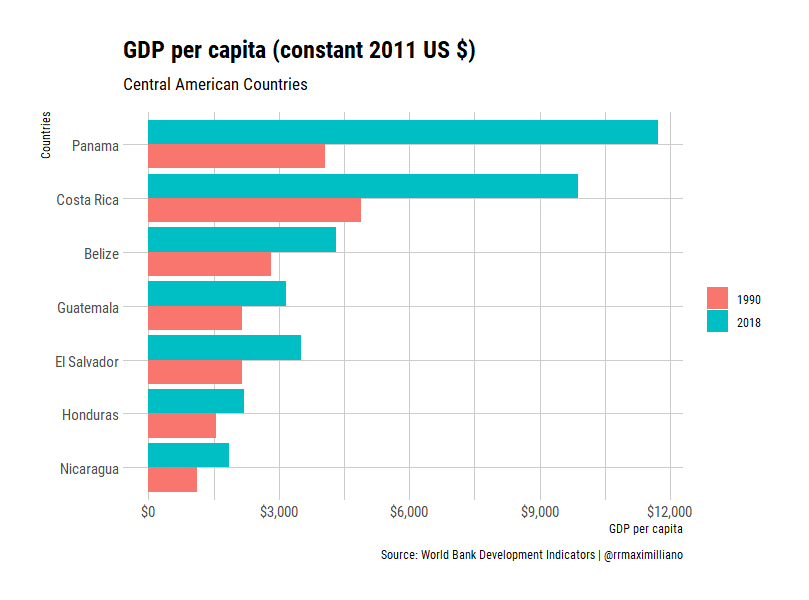 GDP per capita (constant 2011 US $)
Central American Countries
Countries
Panama
Costa Rica
Belize
Guatemala
El Salvador
Honduras
Nicaragua
1990
2018
$0 $3,000 $6,000 $9,000 $12,000
GDP per capita
Source: World Bank Development Indicators | @rrmaximilliano